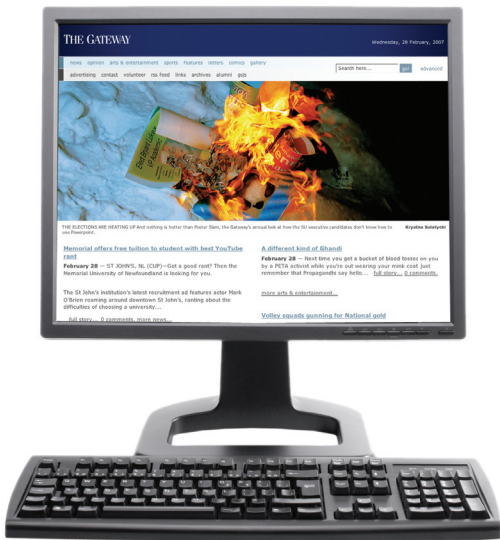 THE GATEWAY
Wednesday, 28 February, 2007
news opinion arts & entertainment sports features letters comics gallery
Search here... go! advanced
advertising contact volunteer rss feed links archives alumni gsjs
THE ELECTIONS ARE HEATING UP And nothing is hotter than Poster Slam, the Gateway's annual look at how the SU executive candidates don't know how to
use Powerpoint.
Krystina Sulatycki
Memorial offers free tuition to student with best YouTube
rant
February 28 — ST JOHN'S, NL (CUP)—Get a good rant? Then the
Memorial University of Newfoundland is looking for you.
The St John's institution's latest recruitment ad features actor Mark
O'Brien roaming around downtown St John's, ranting about the
difficulties of choosing a university...
full story... 0 comments, more news...
A different kind of Ghandi
February 28 — Next time you get a bucket of blood tosses on you
by a PETA activist while you're out wearing your mink coat just
remember that Propagandhi say hello... full story... 0 comments.
more arts & entertainment...
Volley squads gunning for National gold